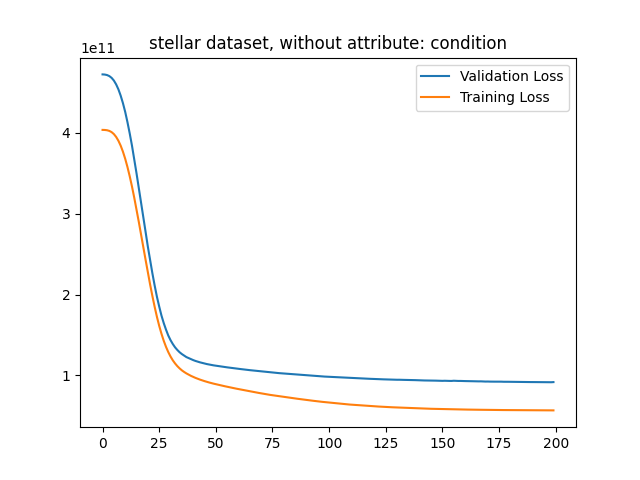 1e11
stellar dataset, without attribute: condition
Validation Loss
Training Loss
4
3
2
1
0 25 50 75 100 125 150 175 200